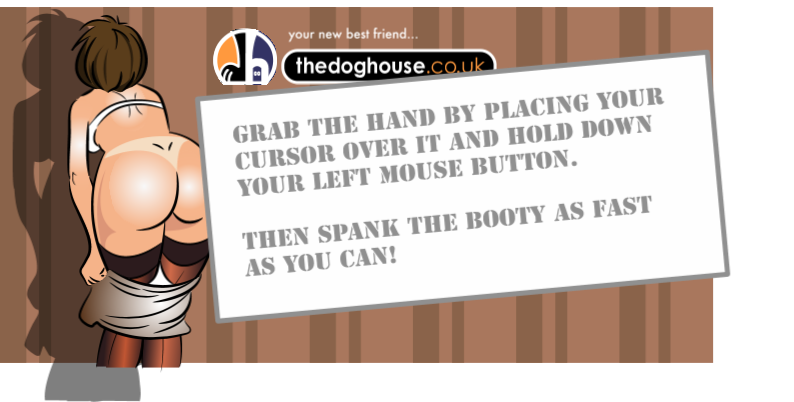 your new best friend...
thedoghouse.co.uk
GRAB THE HAND BY PLACING YOUR
CURSOR OVER IT AND HOLD DOWN
YOUR LEFT MOUSE BUTTON.
THEN SPANK THE BOOTY AS FAST
AS YOU CAN!